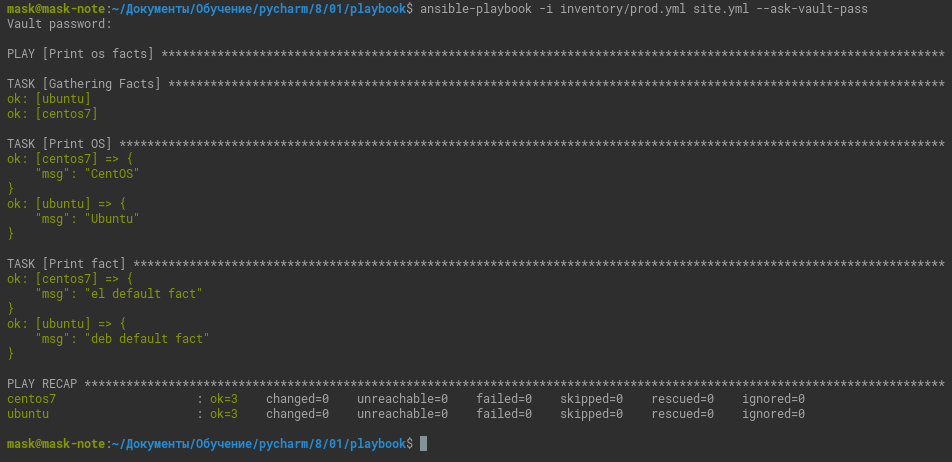 mask@mask-note:~/Документы/Обучение/pycharm/8/01/playbook$ ansible-playbook -i inventory/prod.yml site.yml --ask-vault-pass
Vault password:

PLAY [Print os facts] ****************************************************************************************************************

TASK [Gathering Facts] ***************************************************************************************************************
ok: [ubuntu]
ok: [centos7]

TASK [Print OS] **********************************************************************************************************************
ok: [centos7] => {
    "msg": "CentOS"
}
ok: [ubuntu] => {
    "msg": "Ubuntu"
}

TASK [Print fact] ********************************************************************************************************************
ok: [centos7] => {
    "msg": "el default fact"
}
ok: [ubuntu] => {
    "msg": "deb default fact"
}

PLAY RECAP ***************************************************************************************************************************
centos7                    : ok=3    changed=0    unreachable=0    failed=0    skipped=0    rescued=0    ignored=0
ubuntu                     : ok=3    changed=0    unreachable=0    failed=0    skipped=0    rescued=0    ignored=0

mask@mask-note:~/Документы/Обучение/pycharm/8/01/playbook$